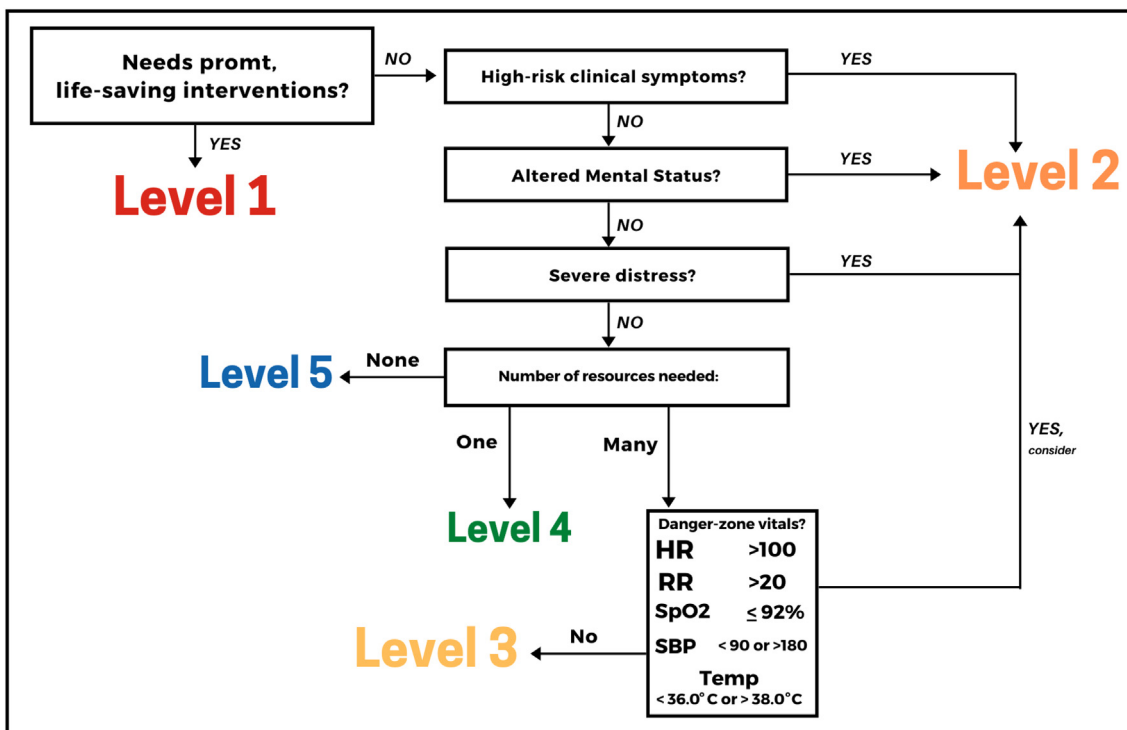 Needs promt,
life-saving interventions?
NO
High-risk clinical symptoms?
YES
YES
NO
Level 1
Altered Mental Status?
YES
Level 2
NO
Severe distress?
YES
NO
Level 5
None
Number of resources needed:
One
Many
YES,
consider
Level 4
Danger-zone vitals?
HR >100
RR >20
SpO2 ≤ 92%
SBP < 90 or >180
Temp
< 36.0°C or > 38.0°C
No
Level 3